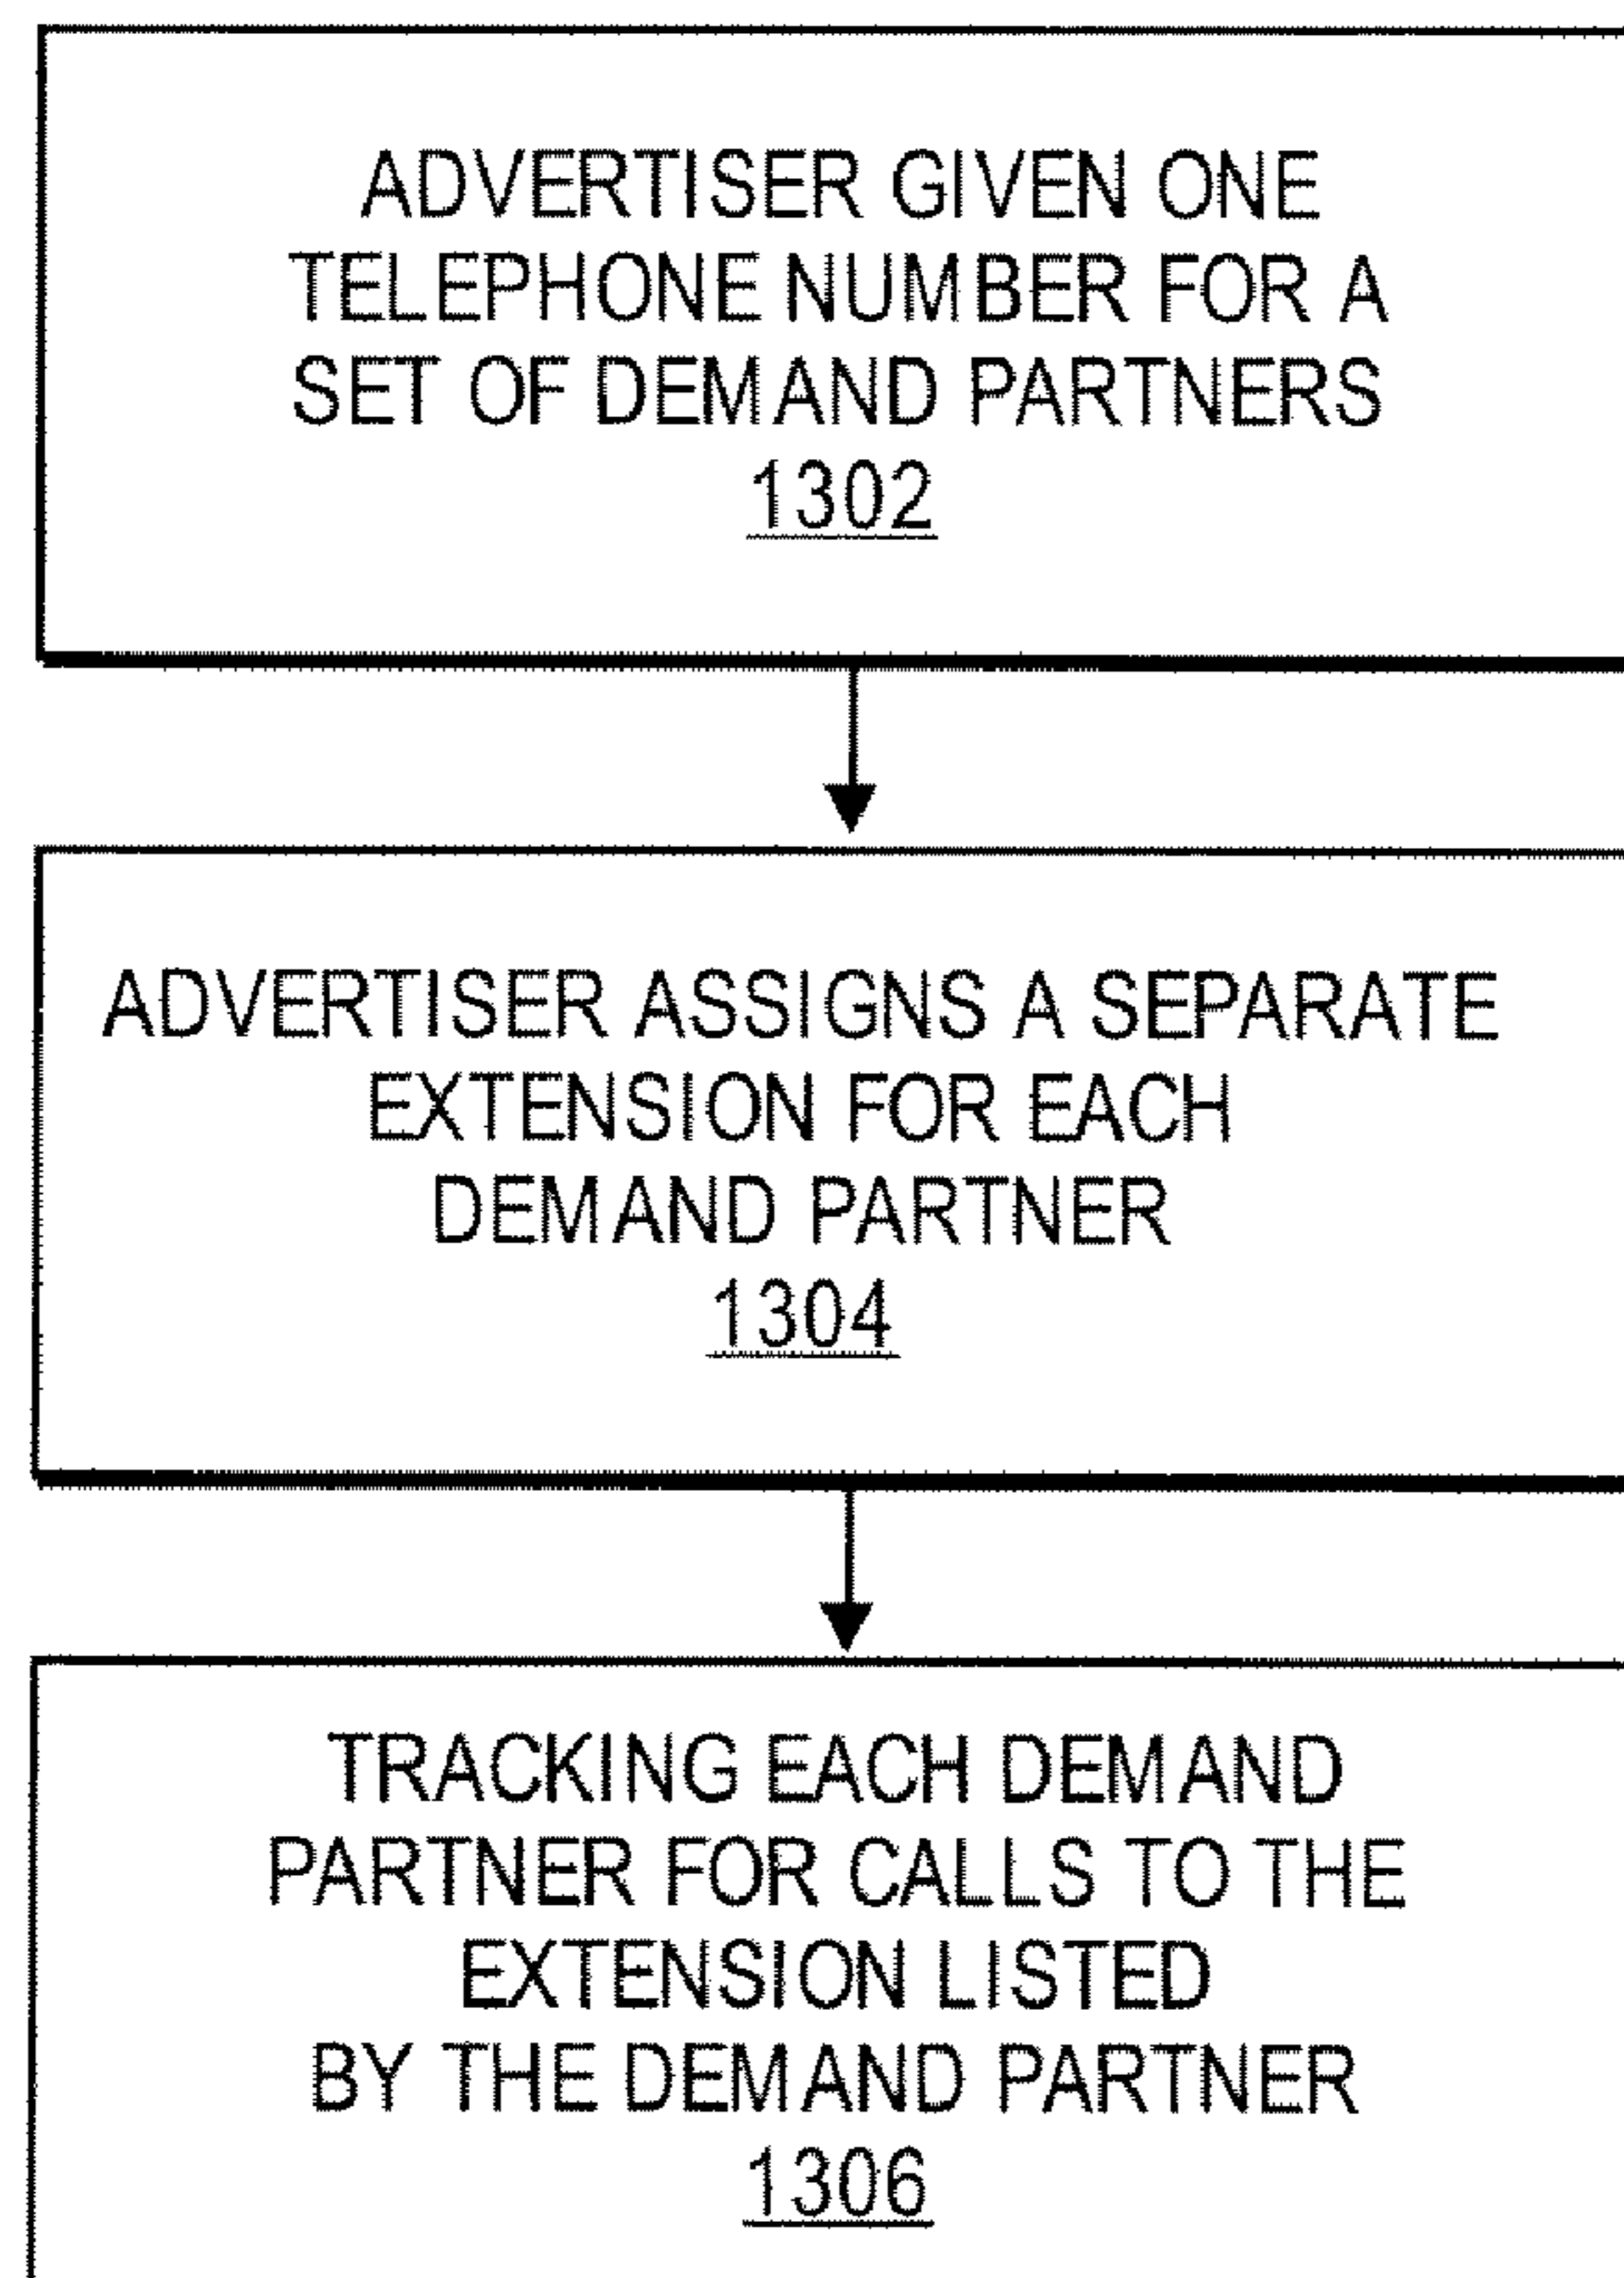 ADVERTISER GIVEN ONE
TELEPHONE NUMBER FOR A
SET OF DEMAND PARTNERS
1302
ADVERTISER ASSIGNS A SEPARATE
EXTENSION FOR EACH
DEMAND PARTNER
1304
TRACKING EACH DEMAND
PARTNER FOR CALLS TO THE
EXTENSION LISTED
BY THE DEMAND PARTNER
1306